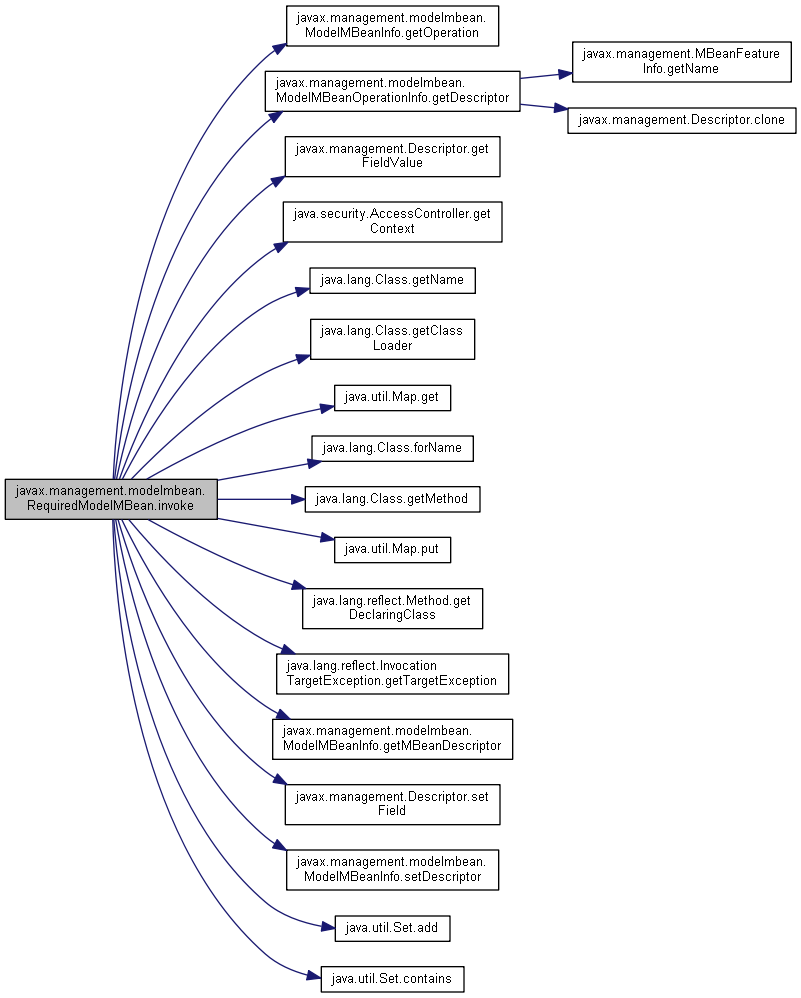 javax.management.modelmbean.
ModelMBeanInfo.getOperation
javax.management.modelmbean.
ModelMBeanOperationInfo.getDescriptor
javax.management.MBeanFeature
Info.getName
javax.management.Descriptor.clone
javax.management.Descriptor.get
FieldValue
java.security.AccessController.get
Context
java.lang.Class.getName
java.lang.Class.getClass
Loader
java.util.Map.get
java.lang.Class.forName
javax.management.modelmbean.
RequiredModelMBean.invoke
java.lang.Class.getMethod
java.util.Map.put
java.lang.reflect.Method.get
DeclaringClass
java.lang.reflect.Invocation
TargetException.getTargetException
javax.management.modelmbean.
ModelMBeanInfo.getMBeanDescriptor
javax.management.Descriptor.set
Field
javax.management.modelmbean.
ModelMBeanInfo.setDescriptor
java.util.Set.add
java.util.Set.contains